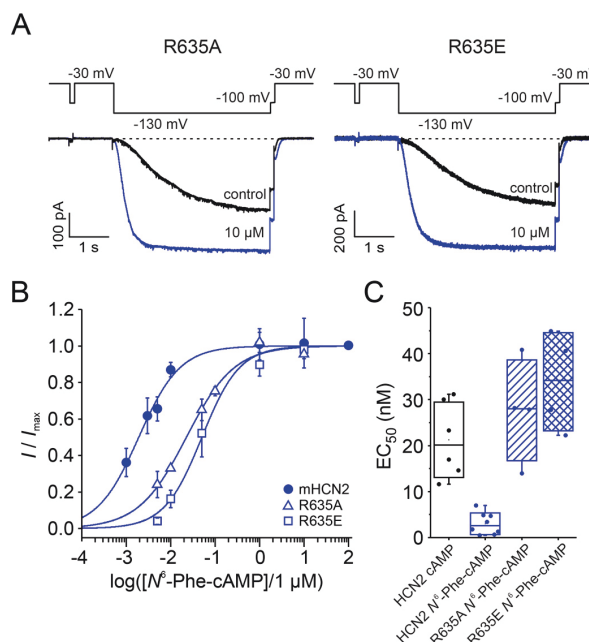 A
R635A
R635E
-30 mV
-30 mV
-30 mV
-30 mV
-100 mV
-100 mV
-130 mV
-130 mV
control
control
10 µM
10 µM
100 pA
1 s
200 pA
1 s
B
I / Imax
1.2
1.0
0.8
0.6
0.4
0.2
0.0
mHCN2
R635A
R635E
-4 -3 -2 -1 0 1 2
log([N⁶-Phe-cAMP]/1 µM)
C
EC₅₀ (nM)
50
40
30
20
10
0
HCN2 cAMP
HCN2 N⁶-Phe-cAMP
R635A N⁶-Phe-cAMP
R635E N⁶-Phe-cAMP